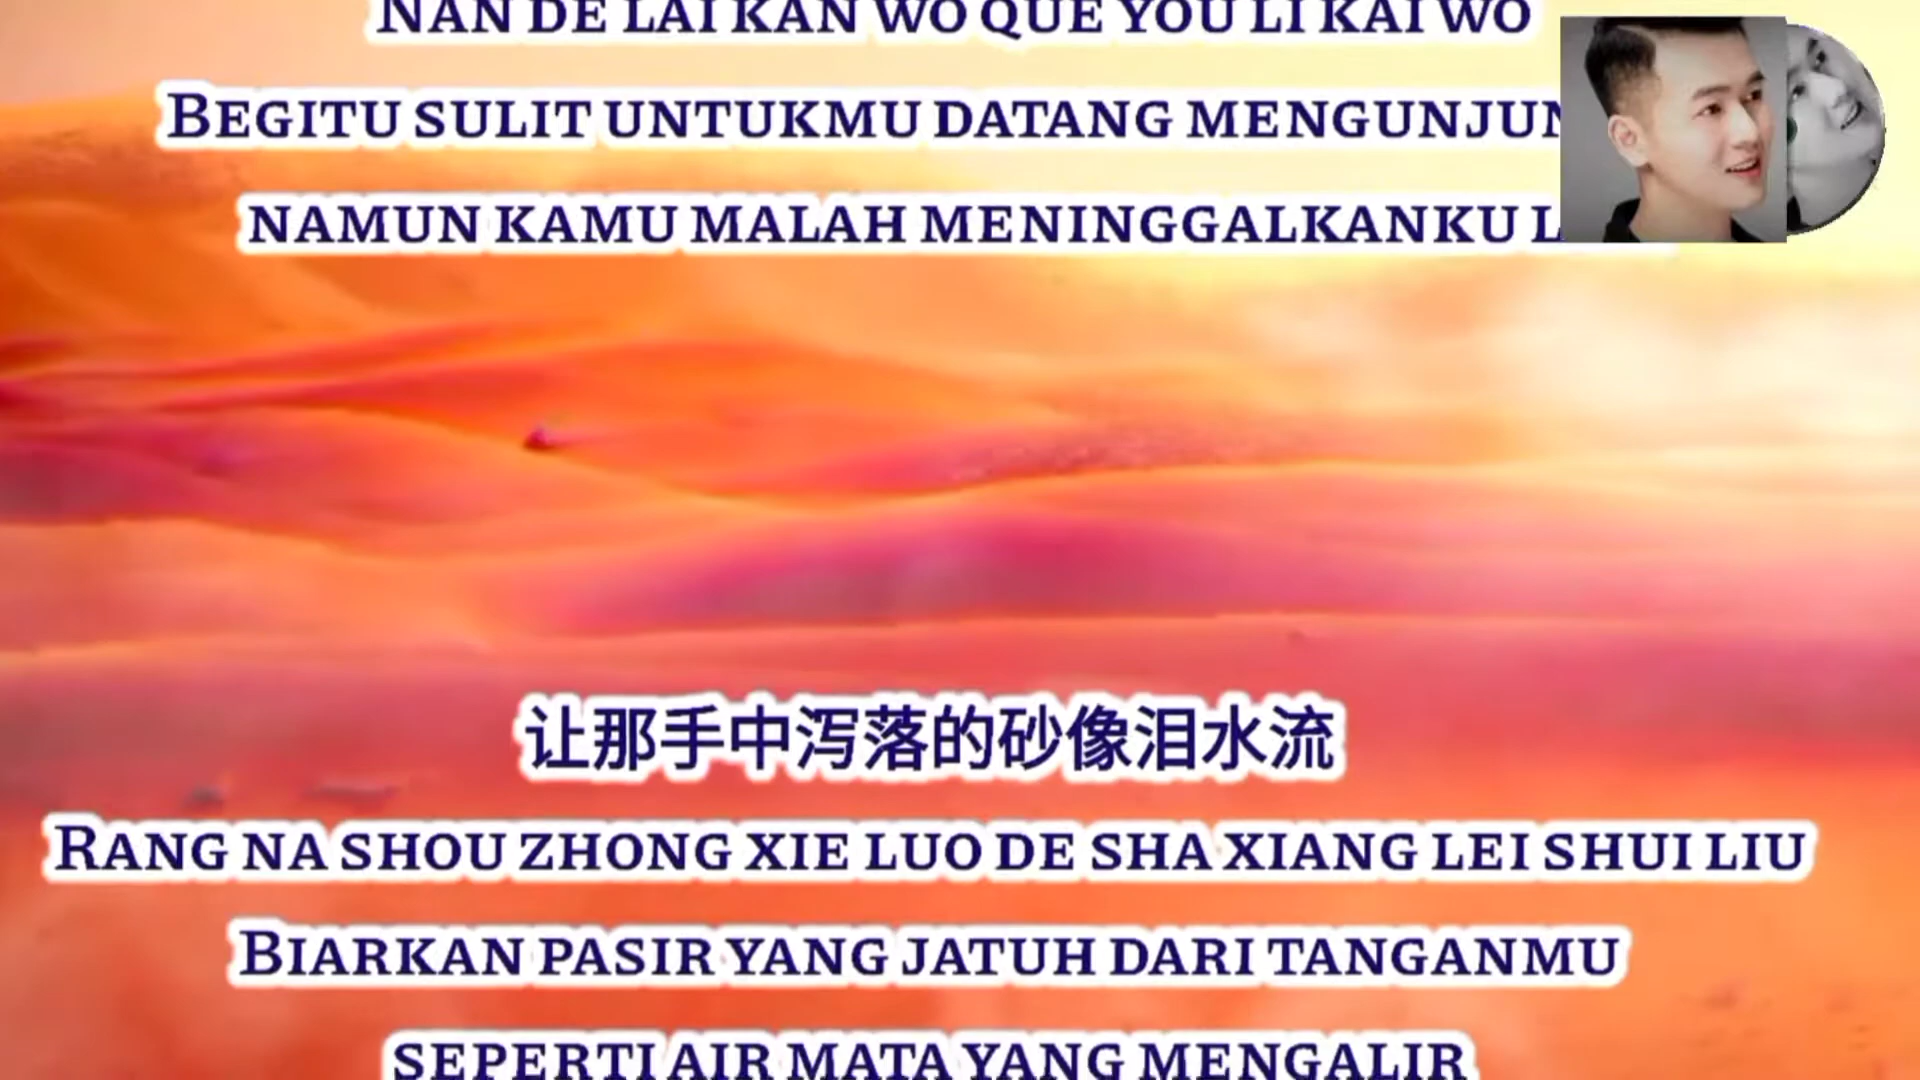 NAN DE LAI KAN WO QUE YOU LI KAI WO
BEGITU SULIT UNTUKMU DATANG
NAMUN KAMU MALAH MENINGGALKANKU
让那手中泻落的砂像泪水流
RANG NA SHOU ZHONG XIE LUO DE SHA XIANG LEI SHUI LIU
BIARKAN PASIR YANG JATUH DARI TANGANMU
SEPERTI AIR MATA YANG MENGALIR